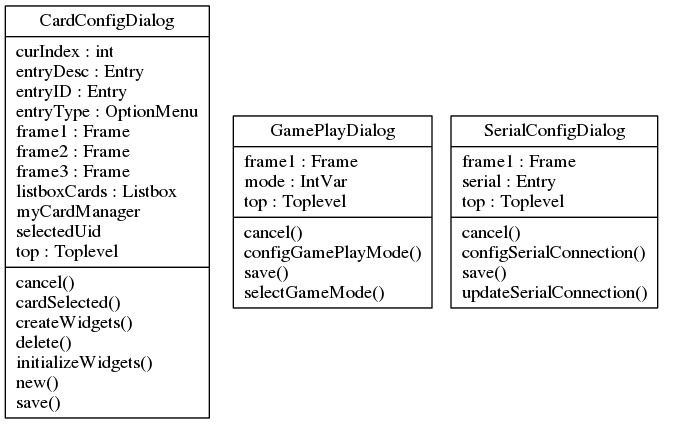 CardConfigDialog
curIndex : int
entryDesc : Entry
entryID : Entry
entryType : OptionMenu
frame1 : Frame
frame2 : Frame
frame3 : Frame
listboxCards : Listbox
myCardManager
selectedUid
top : Toplevel
cancel()
cardSelected()
createWidgets()
delete()
initializeWidgets()
new()
save()
GamePlayDialog
frame1 : Frame
mode : IntVar
top : Toplevel
cancel()
configGamePlayMode()
save()
selectGameMode()
SerialConfigDialog
frame1 : Frame
serial : Entry
top : Toplevel
cancel()
configSerialConnection()
save()
updateSerialConnection()